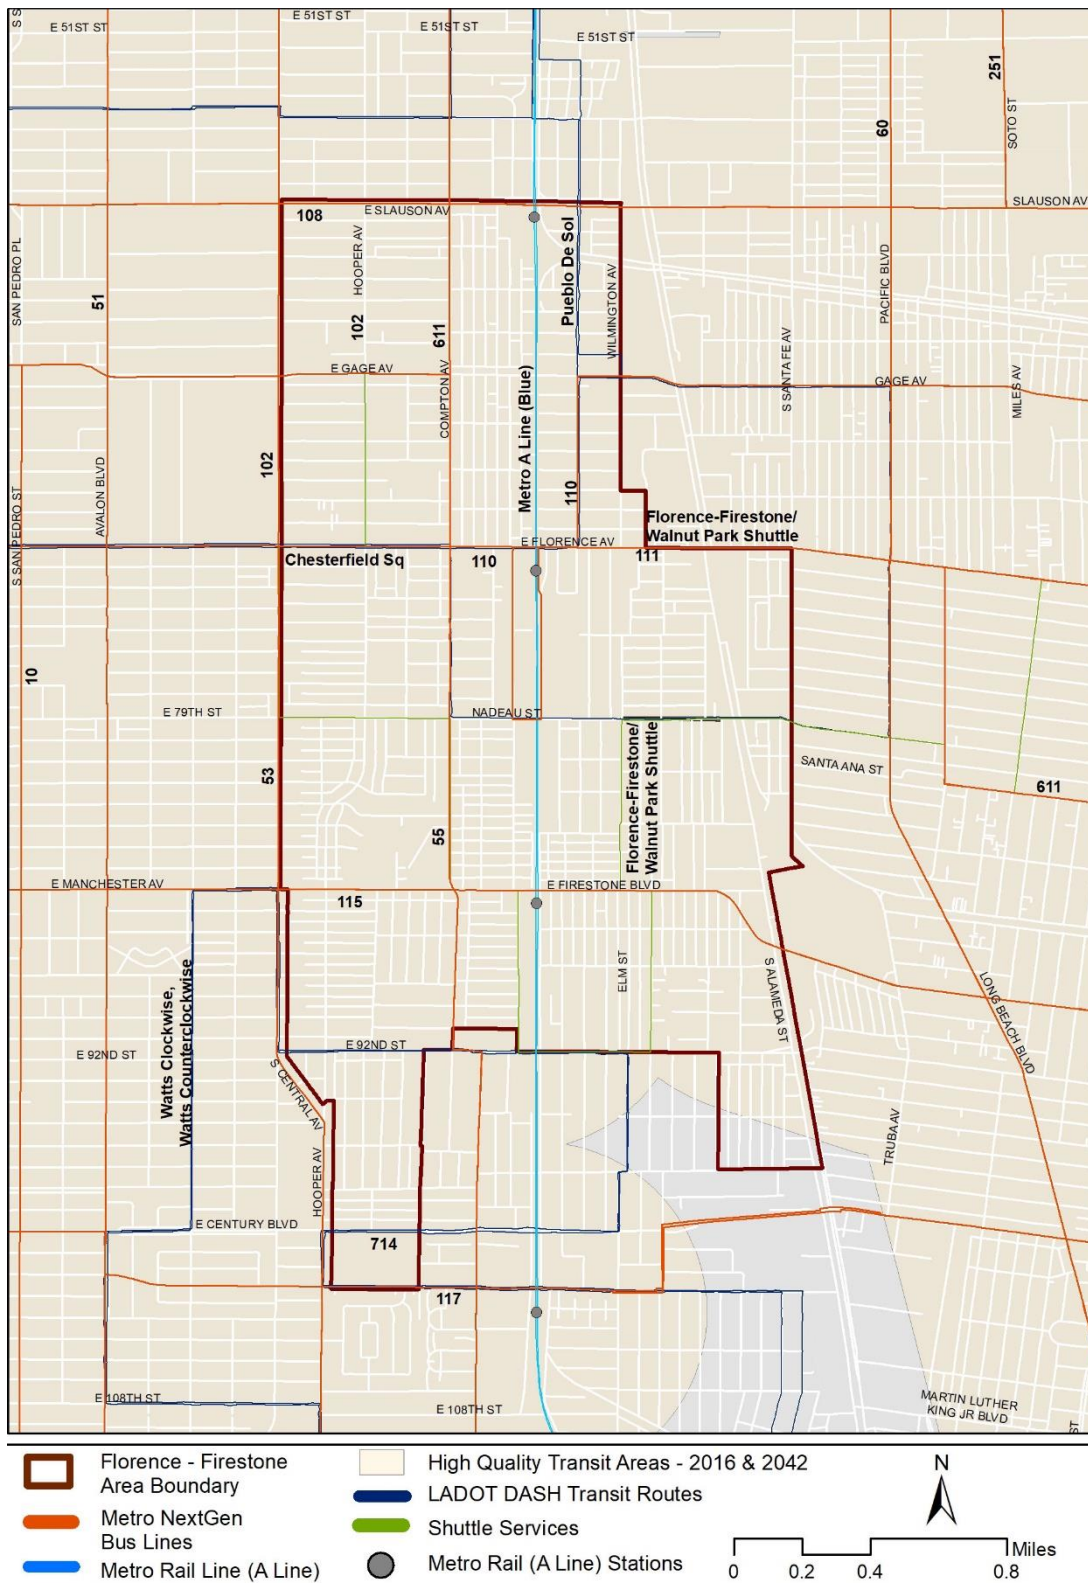 S S
E 51ST ST
E 51ST ST
E 51ST ST
E 51ST ST
251
60
SOTO ST
E SLAUSON AV
SLAUSON AV
108
SAN PEDRO PL
51
HOOPER AV
102
611
Pueblo De Sol
WILMINGTON AV
PACIFIC BLVD
S SANTA FE AV
E GAGE AV
GAGE AV
MILES AV
COMPTON AV
Metro A Line (Blue)
AVALON BLVD
102
110
S SAN PEDRO ST
Florence-Firestone/
Walnut Park Shuttle
E FLORENCE AV
111
Chesterfield Sq
110
10
E 79TH ST
NADEAU ST
53
55
Florence-Firestone/
Walnut Park Shuttle
SANTA ANA ST
611
E MANCHESTER AV
E FIRESTONE BLVD
115
Watts Clockwise,
Watts Counterclockwise
ELM ST
S ALAMEDA ST
LONG BEACH BLVD
E 92ND ST
E 92ND ST
S CENTRAL AV
HOOPER AV
TRUBA AV
E CENTURY BLVD
714
117
E 108TH ST
E 108TH ST
MARTIN LUTHER
KING JR BLVD
ST
Florence - Firestone
Area Boundary
Metro NextGen
Bus Lines
Metro Rail Line (A Line)
High Quality Transit Areas - 2016 & 2042
LADOT DASH Transit Routes
Shuttle Services
Metro Rail (A Line) Stations
N
Miles
0 0.2 0.4 0.8